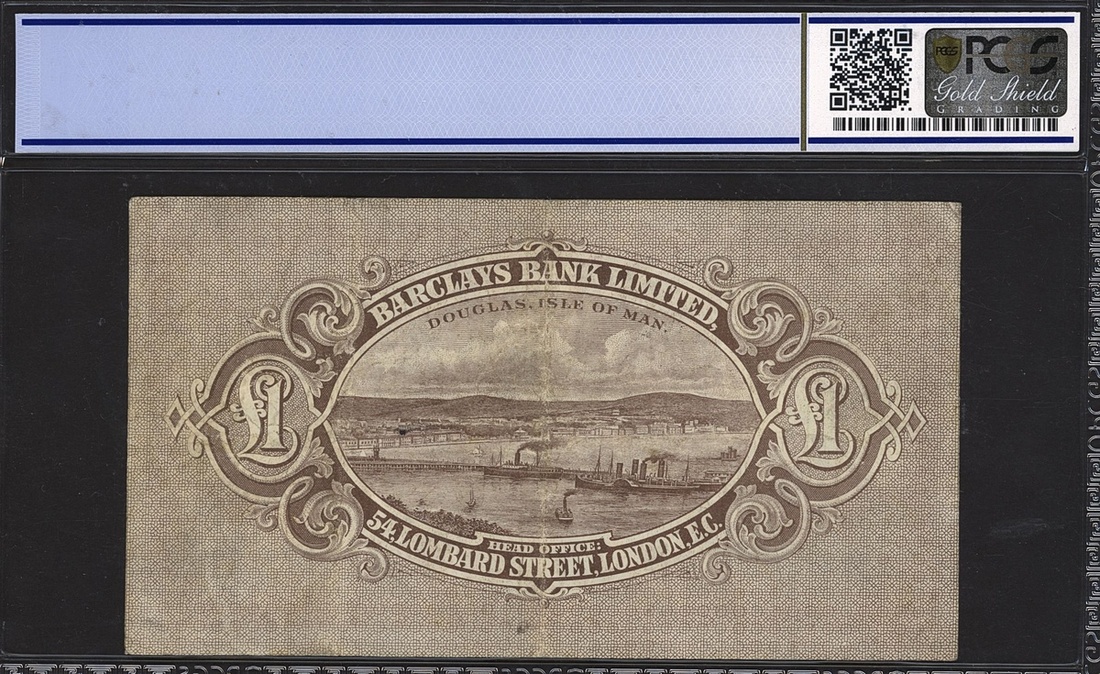 PCGS
PCGS
Gold Shield
GRADING
BARCLAYS BANK LIMITED,
DOUGLAS, ISLE OF MAN.
£1
£1
HEAD OFFICE:
54, LOMBARD STREET, LONDON, E.C.